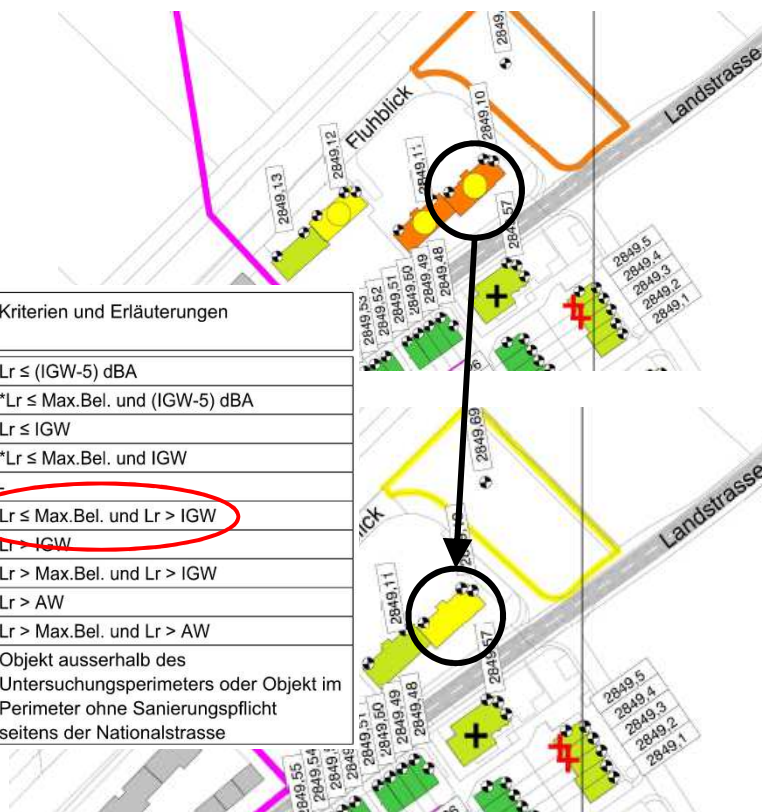 2849.
Landstrasse
Fluhblick
2849.10
2849.12
2849.11
2849.13
2849.57
2849.53
2849.52
2849.51
2849.50
2849.49
2849.48
2849.5
2849.4
2849.3
2849.2
2849.1
Kriterien und Erläuterungen
Lr ≤ (IGW-5) dBA
*Lr ≤ Max.Bel. und (IGW-5) dBA
Lr ≤ IGW
*Lr ≤ Max.Bel. und IGW
-
Lr ≤ Max.Bel. und Lr > IGW
Lr > IGW
Lr > Max.Bel. und Lr > IGW
Lr > AW
Lr > Max.Bel. und Lr > AW
Objekt ausserhalb des
Untersuchungsperimeters oder Objekt im
Perimeter ohne Sanierungspflicht
seitens der Nationalstrasse
2849.69
Landstrasse
ick
2849.11
2849.57
2849.55
2849.54
2849.51
2849.50
2849.49
2849.48
2849.5
2849.4
2849.3
2849.2
2849.1